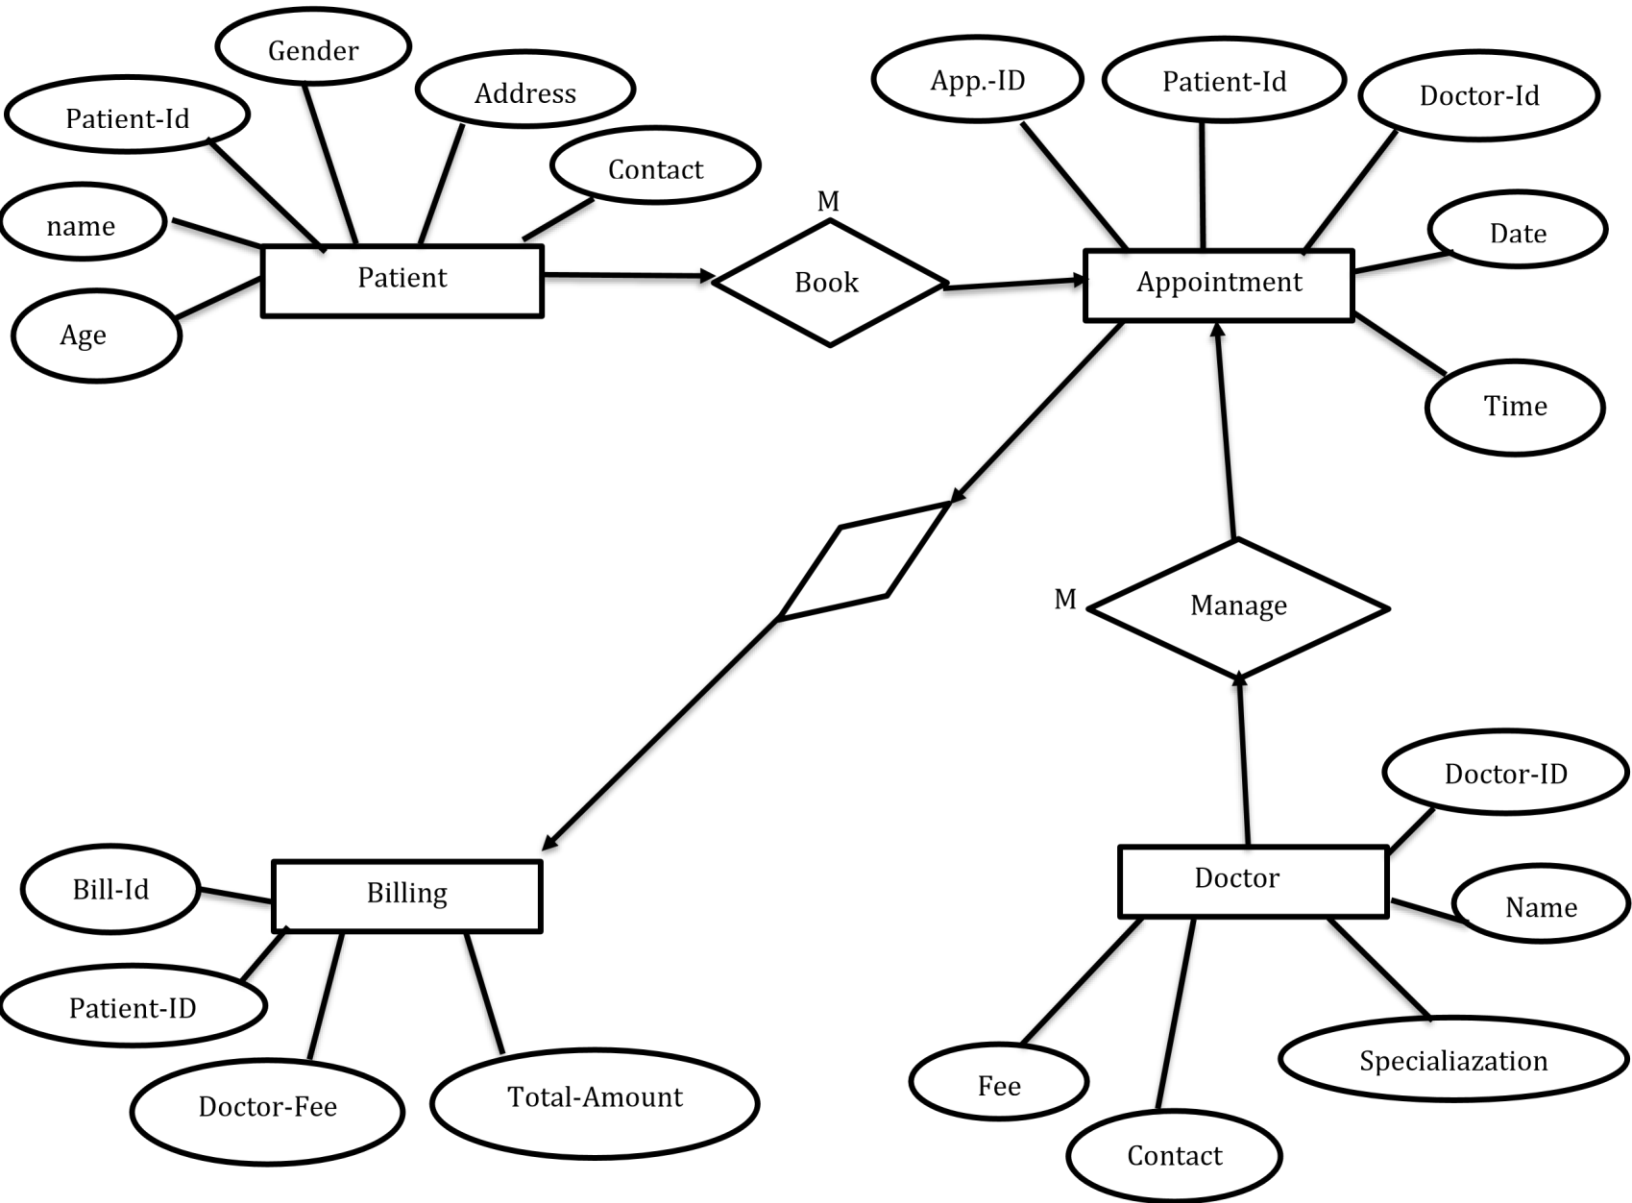 Gender
Address
Patient-Id
Contact
name
Patient
Age
M
Book
App.-ID
Patient-Id
Doctor-Id
Date
Appointment
Time
M
Manage
Doctor-ID
Doctor
Name
Specialiazation
Fee
Contact
Bill-Id
Billing
Patient-ID
Doctor-Fee
Total-Amount